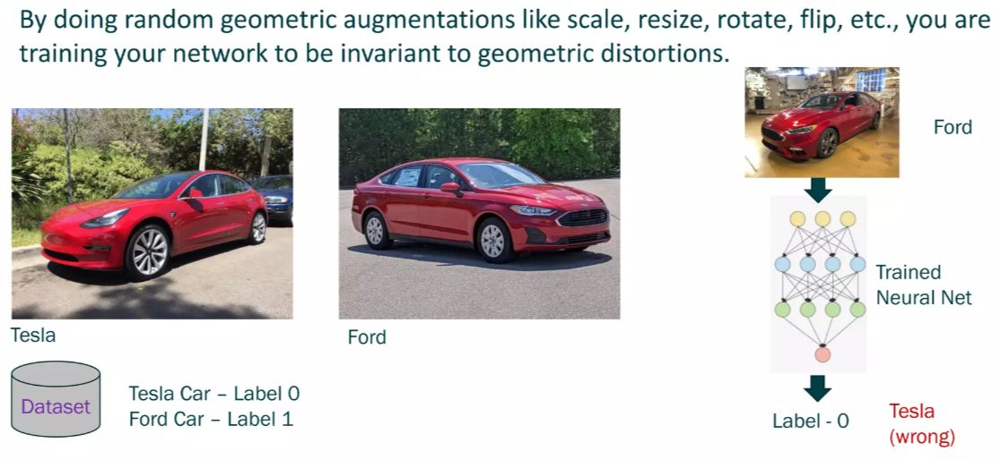 By doing random geometric augmentations like scale, resize, rotate, flip, etc., you are
training your network to be invariant to geometric distortions.
Tesla
Ford
Dataset
Tesla Car – Label 0
Ford Car – Label 1
Ford
Trained
Neural Net
Label - 0
Tesla
(wrong)